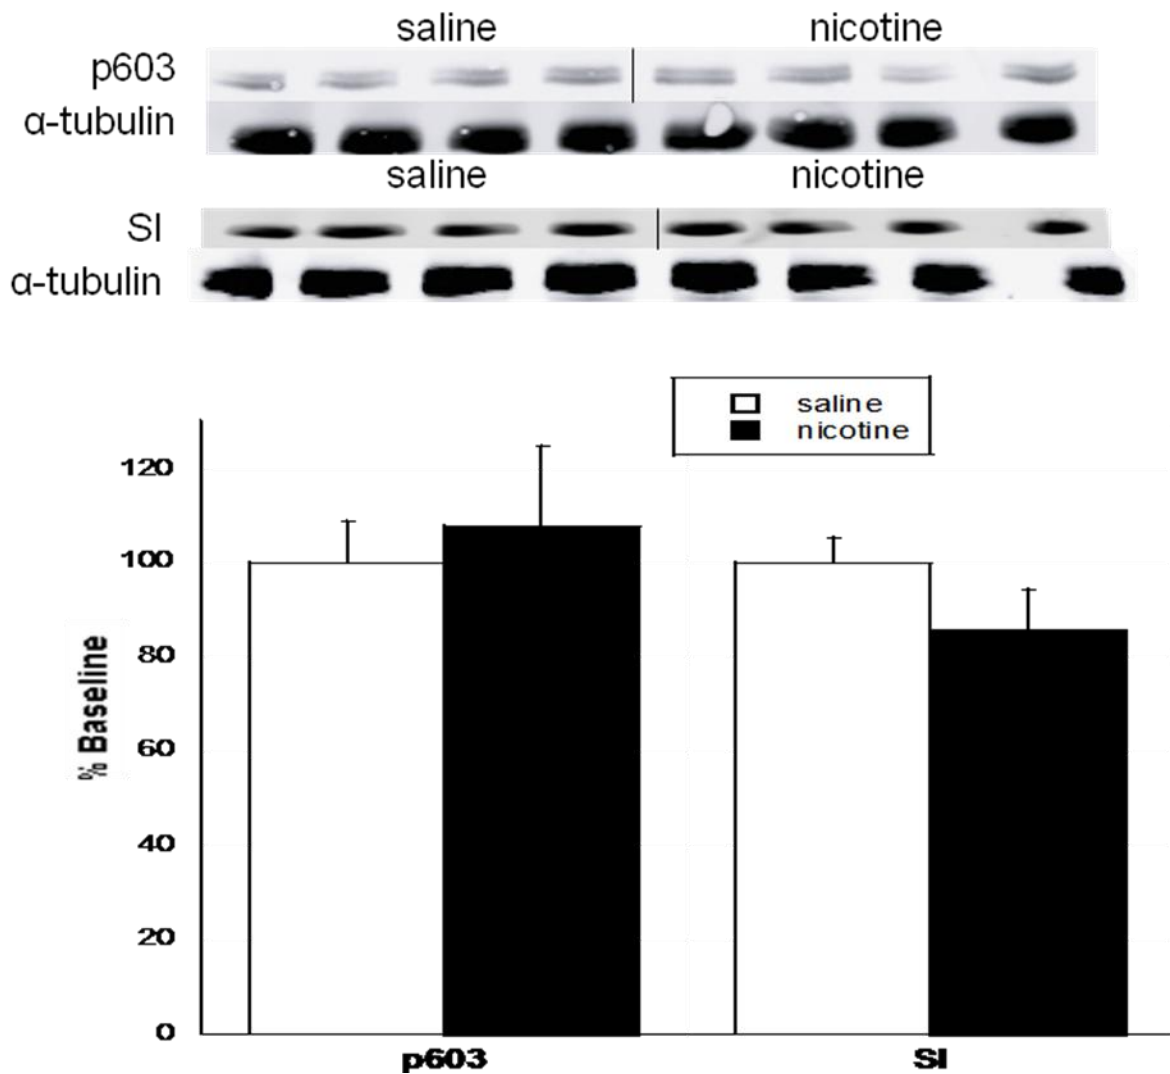 saline nicotine
p603
α-tubulin
saline nicotine
SI
α-tubulin
saline
nicotine
120
100
80
60
40
20
0
% Baseline
p603 SI